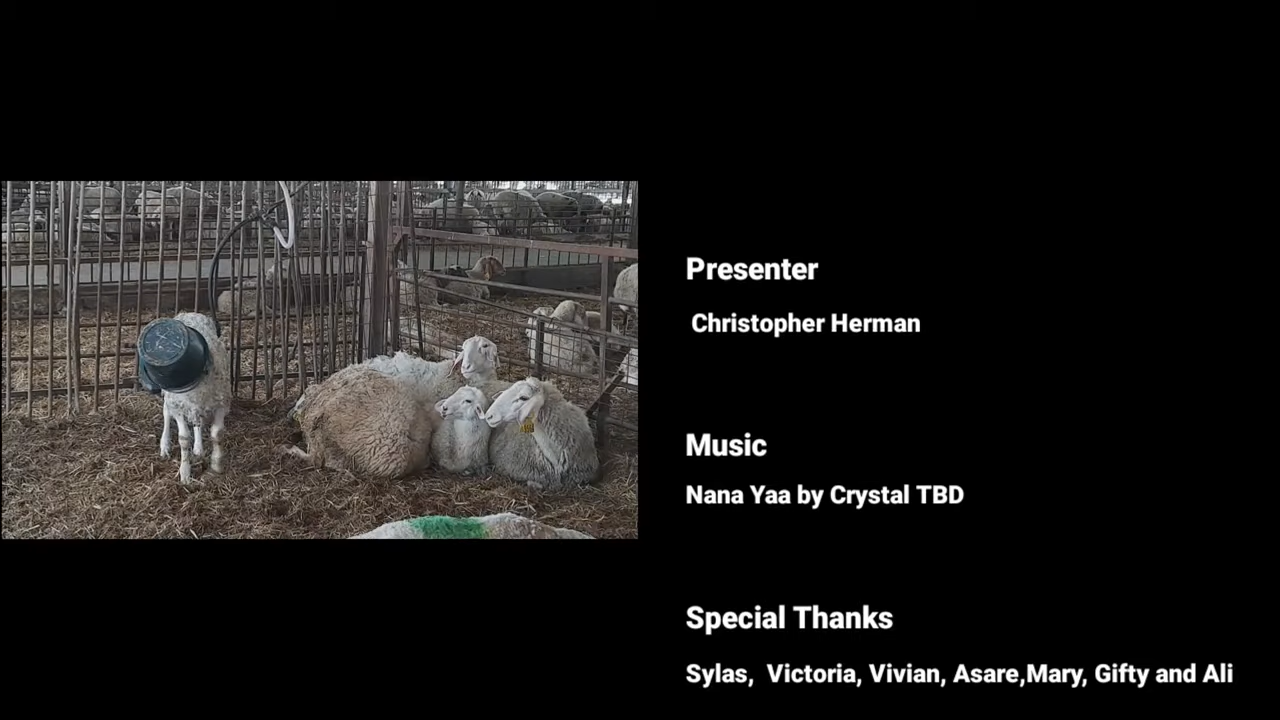 Presenter
Christopher Herman
Music
Nana Yaa by Crystal TBD
Special Thanks
Sylas,  Victoria, Vivian, Asare,Mary, Gifty and Ali